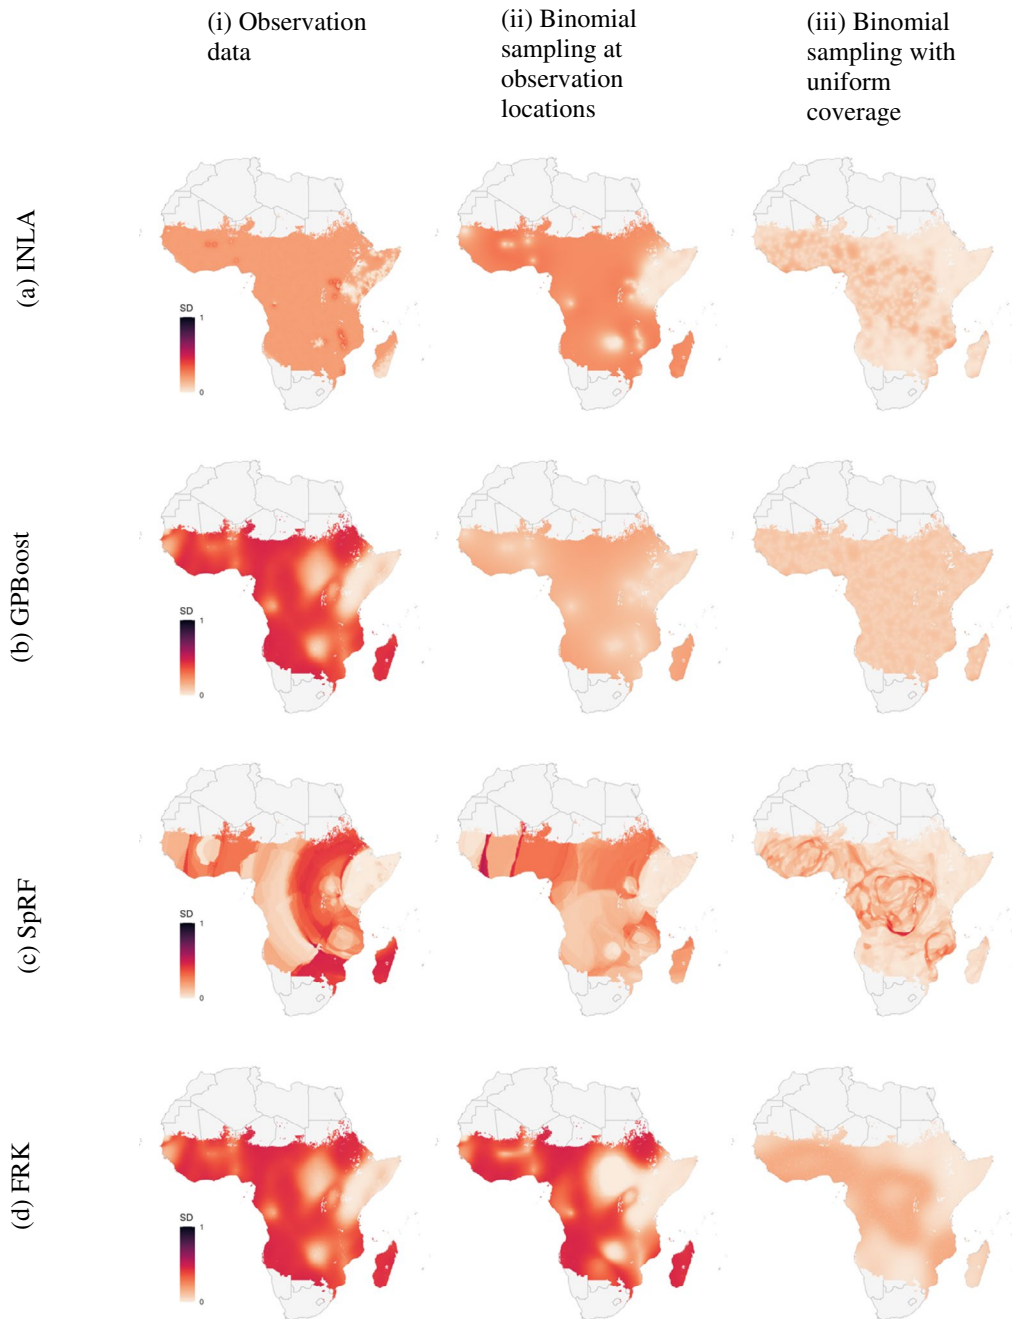 (i) Observation
data
(ii) Binomial
sampling at
observation
locations
(iii) Binomial
sampling with
uniform
coverage
(a) INLA
SD
1
0
(b) GPBoost
SD
1
0
(c) SpRF
SD
1
0
(d) FRK
SD
1
0